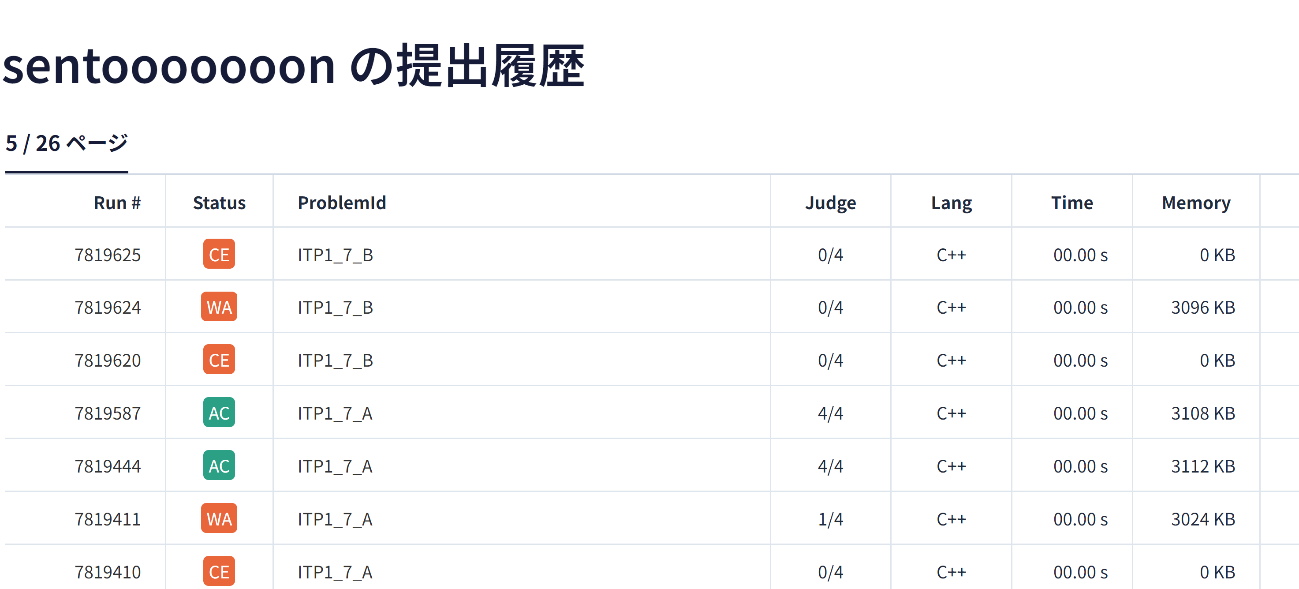 sentooooooon の提出履歴
5 / 26 ページ
Run # Status ProblemId Judge Lang Time Memory
7819625 CE ITP1_7_B 0/4 C++ 00.00 s 0 KB
7819624 WA ITP1_7_B 0/4 C++ 00.00 s 3096 KB
7819620 CE ITP1_7_B 0/4 C++ 00.00 s 0 KB
7819587 AC ITP1_7_A 4/4 C++ 00.00 s 3108 KB
7819444 AC ITP1_7_A 4/4 C++ 00.00 s 3112 KB
7819411 WA ITP1_7_A 1/4 C++ 00.00 s 3024 KB
7819410 CE ITP1_7_A 0/4 C++ 00.00 s 0 KB